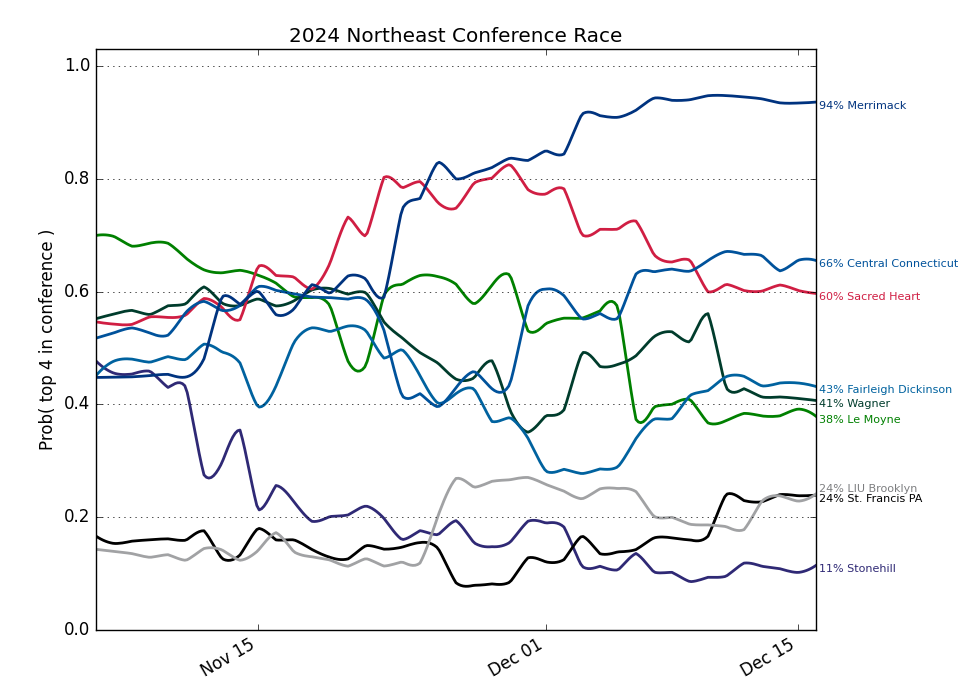 2024 Northeast Conference Race
Prob( top 4 in conference )
1.0
0.8
0.6
0.4
0.2
0.0
Nov 15
Dec 01
Dec 15
94% Merrimack
66% Central Connecticut
60% Sacred Heart
43% Fairleigh Dickinson
41% Wagner
38% Le Moyne
24% LIU Brooklyn
24% St. Francis PA
11% Stonehill